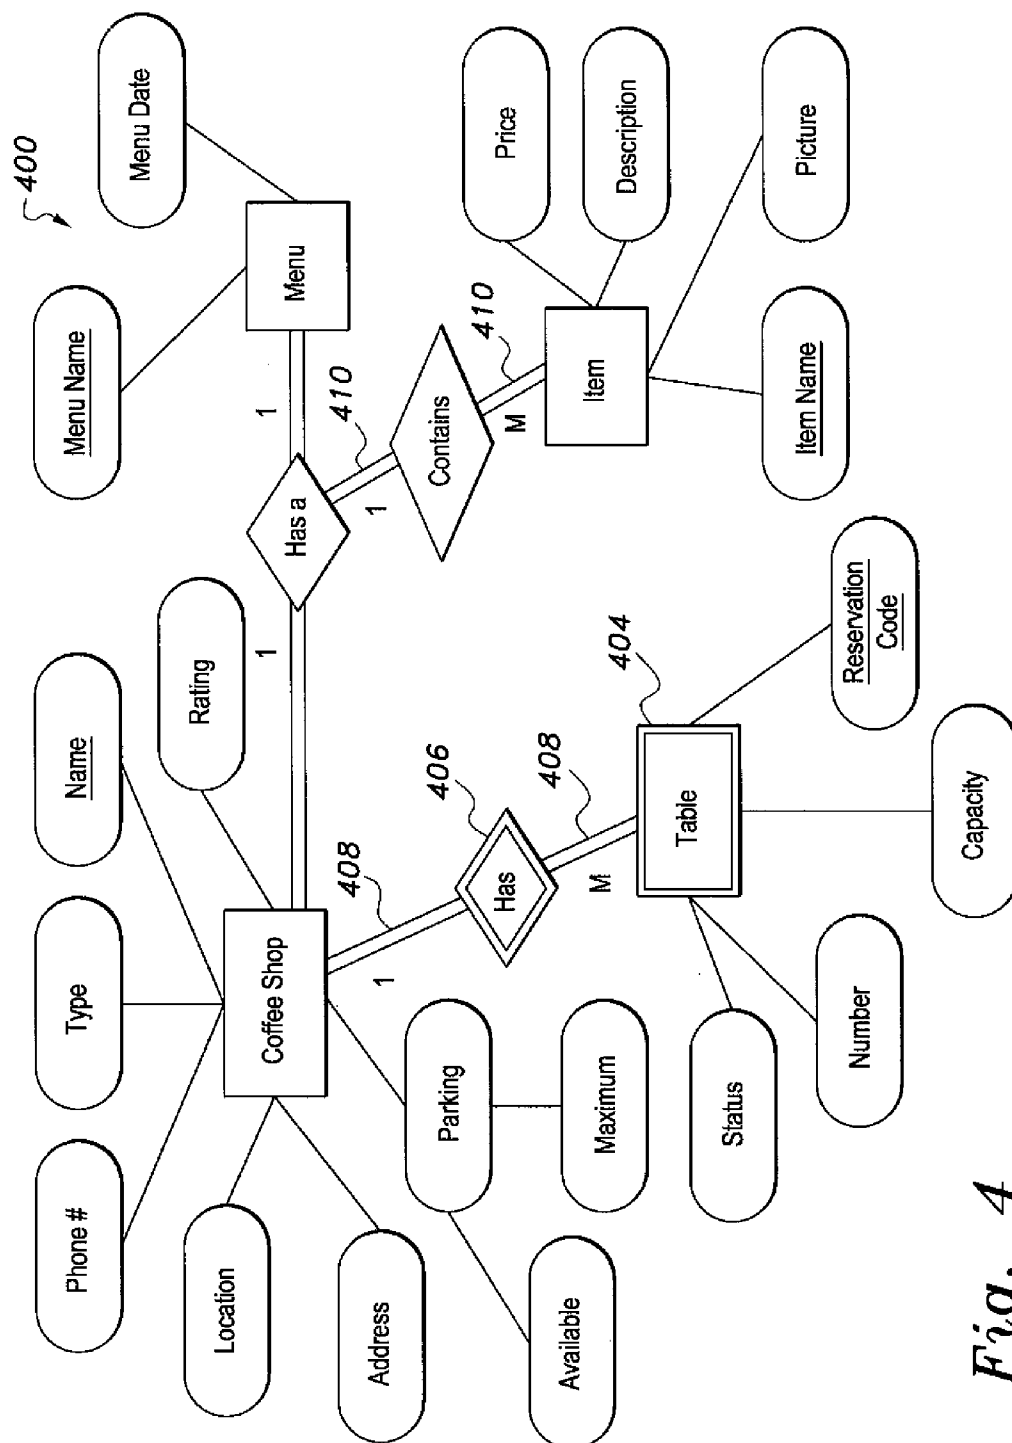 400
Phone #
Type
Name
Menu Name
Menu Date
Location
Rating
Coffee Shop
1
Has a
1
Menu
Address
Parking
1
408
1
410
Contains
Price
Available
Maximum
Has
406
M
410
Description
M
408
Table
404
Item
Status
Number
Capacity
Reservation
Code
Item Name
Picture
Fig. 4